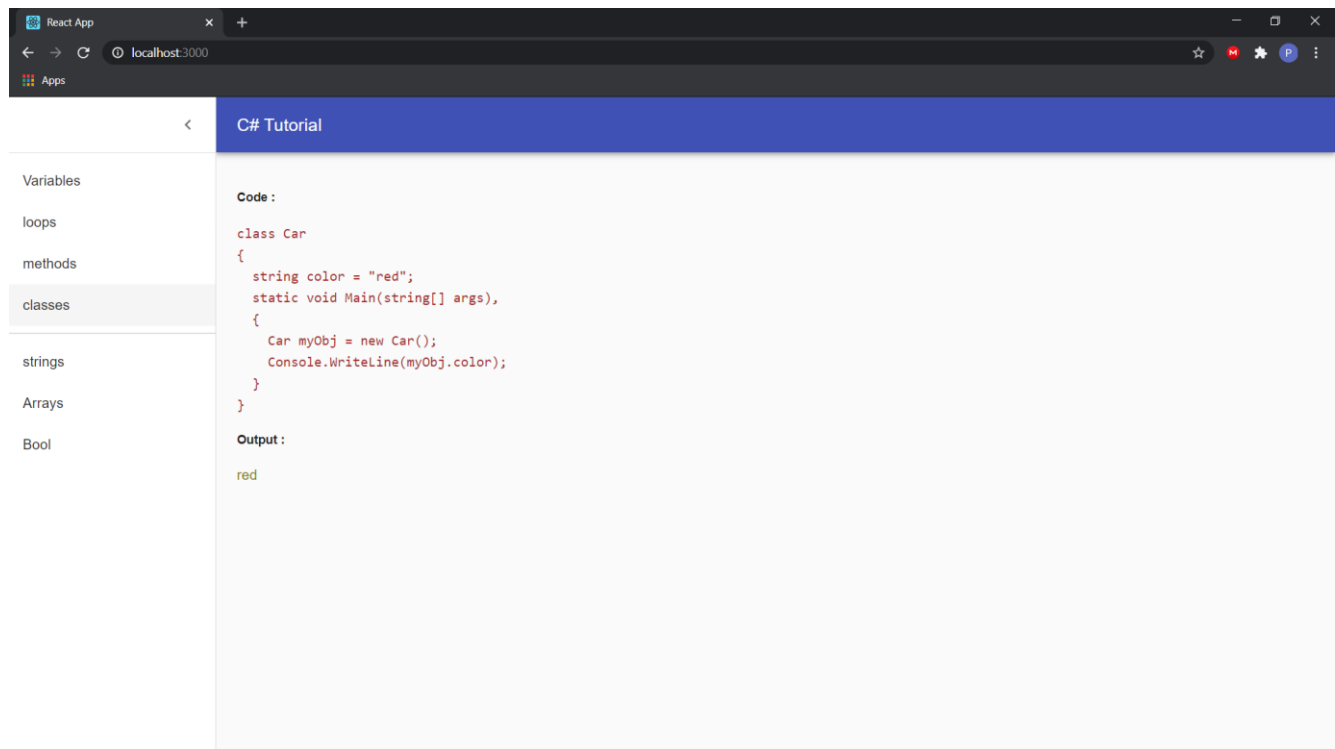 React App
localhost:3000
M
P
Apps
C# Tutorial
Variables
loops
methods
classes
strings
Arrays
Bool
Code :
class Car
{
  string color = "red";
  static void Main(string[] args),
  {
    Car myObj = new Car();
    Console.WriteLine(myObj.color);
  }
}
Output :
red